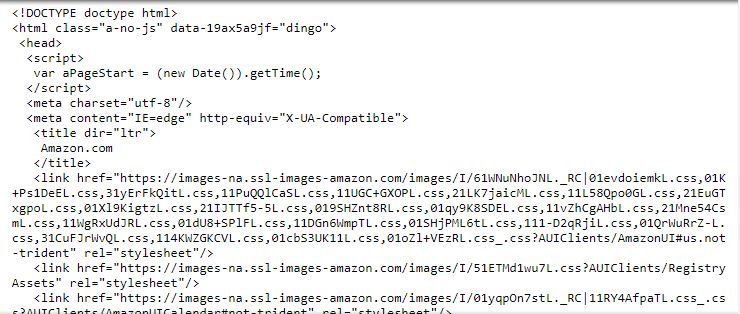 <!DOCTYPE doctype html>
<html class="a-no-js" data-19ax5a9jf="dingo">
 <head>
  <script>
   var aPageStart = (new Date()).getTime();
  </script>
  <meta charset="utf-8"/>
  <meta content="IE=edge" http-equiv="X-UA-Compatible">
   <title dir="ltr">
    Amazon.com
   </title>
   <link href="https://images-na.ssl-images-amazon.com/images/I/61WNuNhoJNL._RC|01evdoiemkL.css,01K
+Ps1DeEL.css,31yErFkQitL.css,11PuQQlCaSL.css,11UGC+GXOPL.css,21LK7jaicML.css,11L58Qpo0GL.css,21EuGT
xgpoL.css,01Xl9KigtzL.css,21IJTTf5-5L.css,019SHZnt8RL.css,01qy9K8SDEL.css,11vZhCgAHbL.css,21Mne54Cs
mL.css,11WgRxUdJRL.css,01dU8+SPlFL.css,11DGn6WmpTL.css,01SHjPML6tL.css,111-D2qRjiL.css,01QrWuRrZ-L.
css,31CuFJrWvQL.css,114KWZGKCVL.css,01cbS3UK11L.css,01oZl+VEzRL.css_.css?AUIClients/AmazonUI#us.not
-trident" rel="stylesheet"/>
   <link href="https://images-na.ssl-images-amazon.com/images/I/51ETMd1wu7L.css?AUIClients/Registry
Assets" rel="stylesheet"/>
   <link href="https://images-na.ssl-images-amazon.com/images/I/01yqpOn7stL._RC|11RY4AfpaTL.css_.cs
s?AUIClients/AmazonUICalendar#not-trident" rel="stylesheet"/>